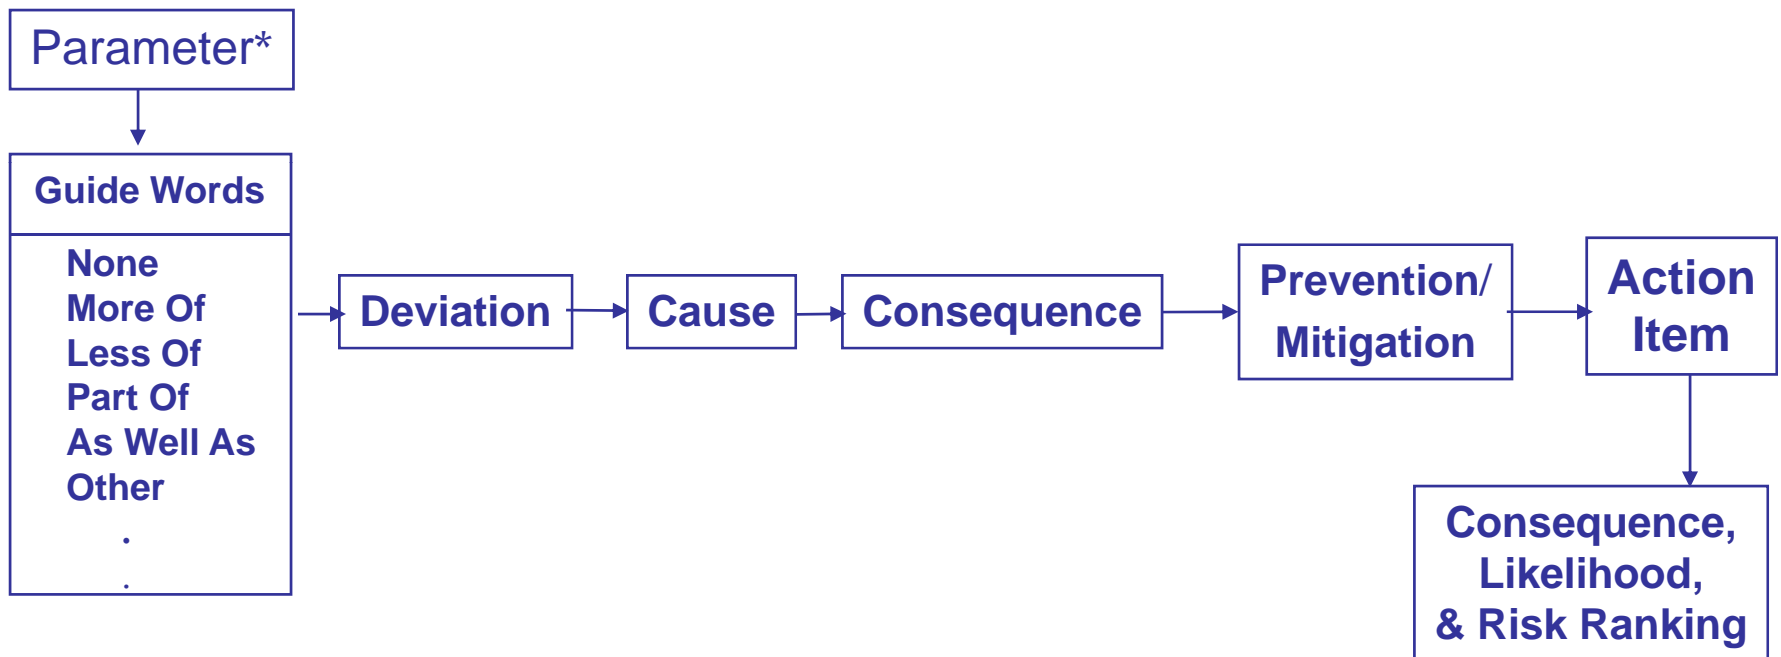 Parameter*
Guide Words
None
More Of
Less Of
Part Of
As Well As
Other
.
.
Deviation
Cause
Consequence
Prevention/
Mitigation
Action
Item
Consequence,
Likelihood,
& Risk Ranking